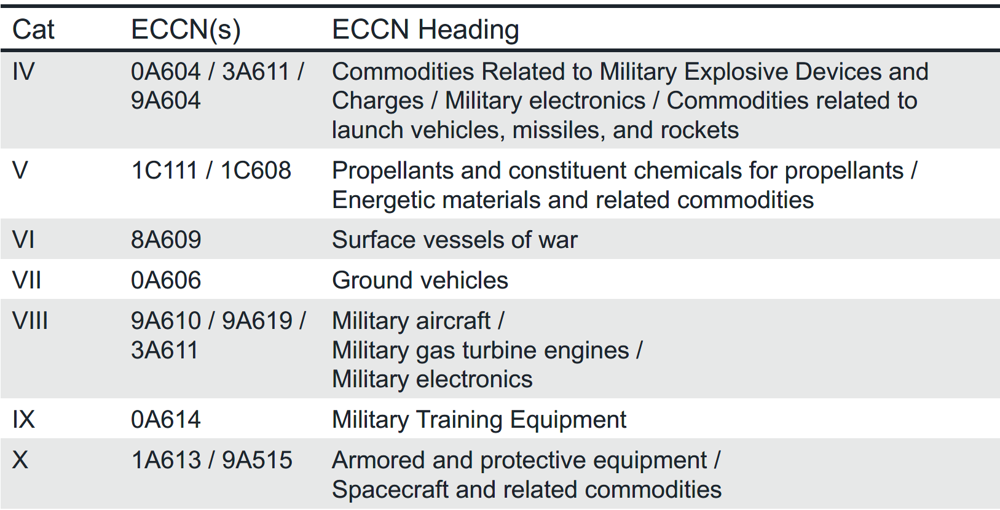 Cat ECCN(s) ECCN Heading
IV 0A604 / 3A611 / Commodities Related to Military Explosive Devices and
9A604 Charges / Military electronics / Commodities related to
launch vehicles, missiles, and rockets
V 1C111 / 1C608 Propellants and constituent chemicals for propellants /
Energetic materials and related commodities
VI 8A609 Surface vessels of war
VII 0A606 Ground vehicles
VIII 9A610 / 9A619 / Military aircraft /
3A611 Military gas turbine engines /
Military electronics
IX 0A614 Military Training Equipment
X 1A613 / 9A515 Armored and protective equipment /
Spacecraft and related commodities